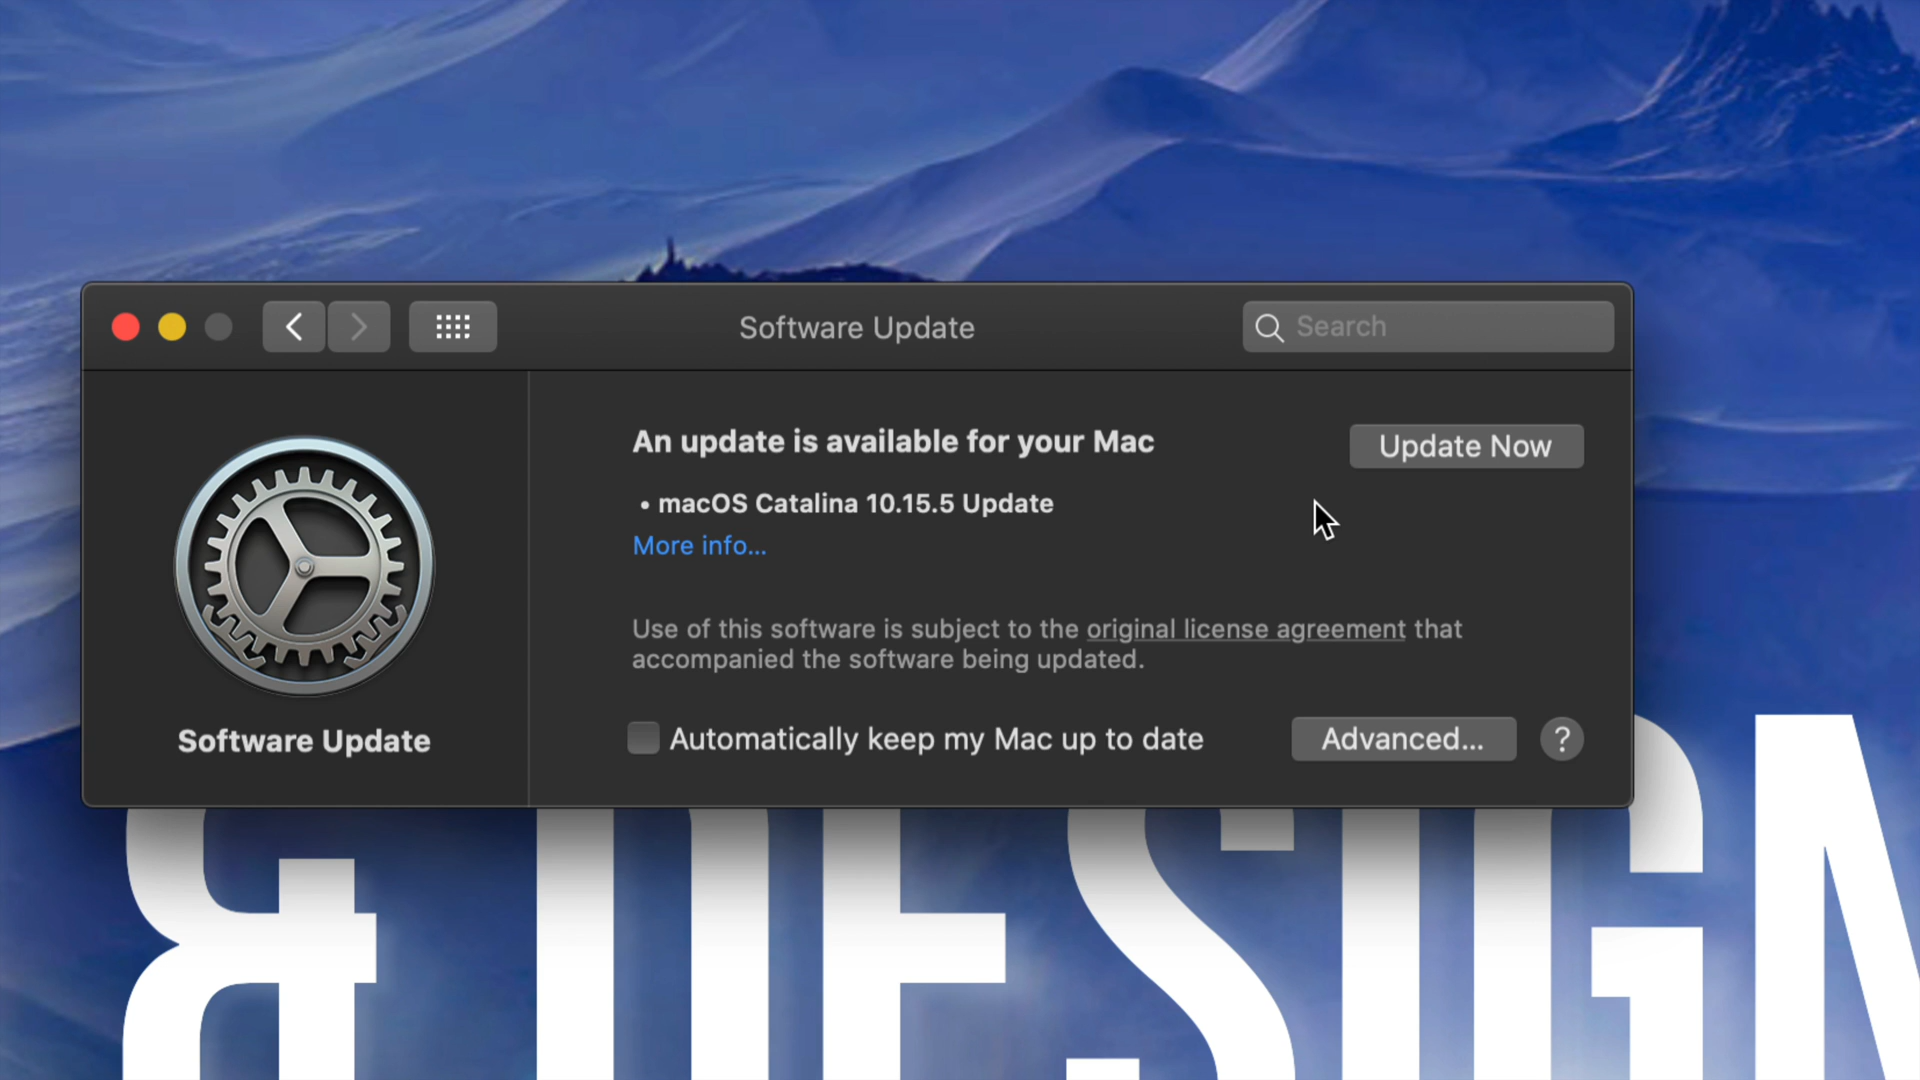 Software Update
Search
An update is available for your Mac
Update Now
• macOS Catalina 10.15.5 Update
More info...
Use of this software is subject to the original license agreement that
accompanied the software being updated.
Software Update
Automatically keep my Mac up to date
Advanced...
?
& DESIGN